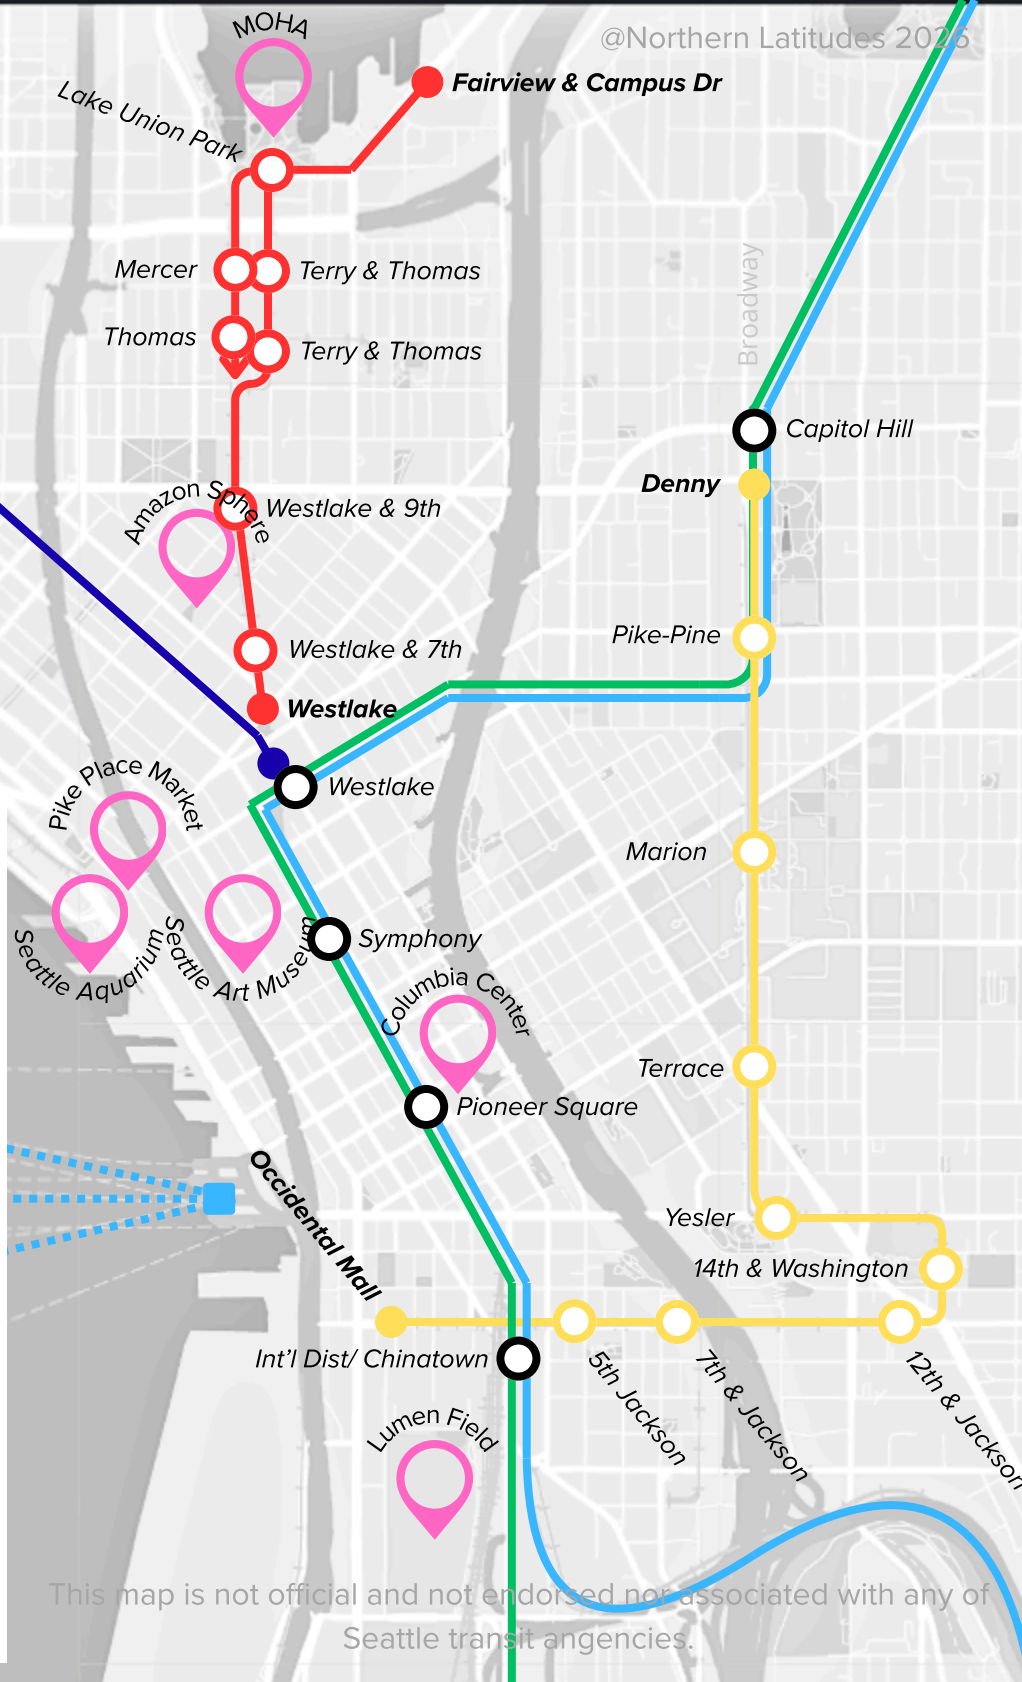 @Northern Latitudes 2026
MOHA
Fairview & Campus Dr
Lake Union Park
Mercer
Terry & Thomas
Thomas
Terry & Thomas
Broadway
Capitol Hill
Denny
Amazon Sphere
Westlake & 9th
Pike-Pine
Westlake & 7th
Westlake
Westlake
Pike Place Market
Marion
Seattle Aquarium
Seattle Art Museum
Symphony
Columbia Center
Terrace
Pioneer Square
Occidental Mall
Yesler
14th & Washington
Int'l Dist/ Chinatown
5th Jackson
7th & Jackson
12th & Jackson
Lumen Field
This map is not official and not endorsed nor associated with any of
Seattle transit angencies.